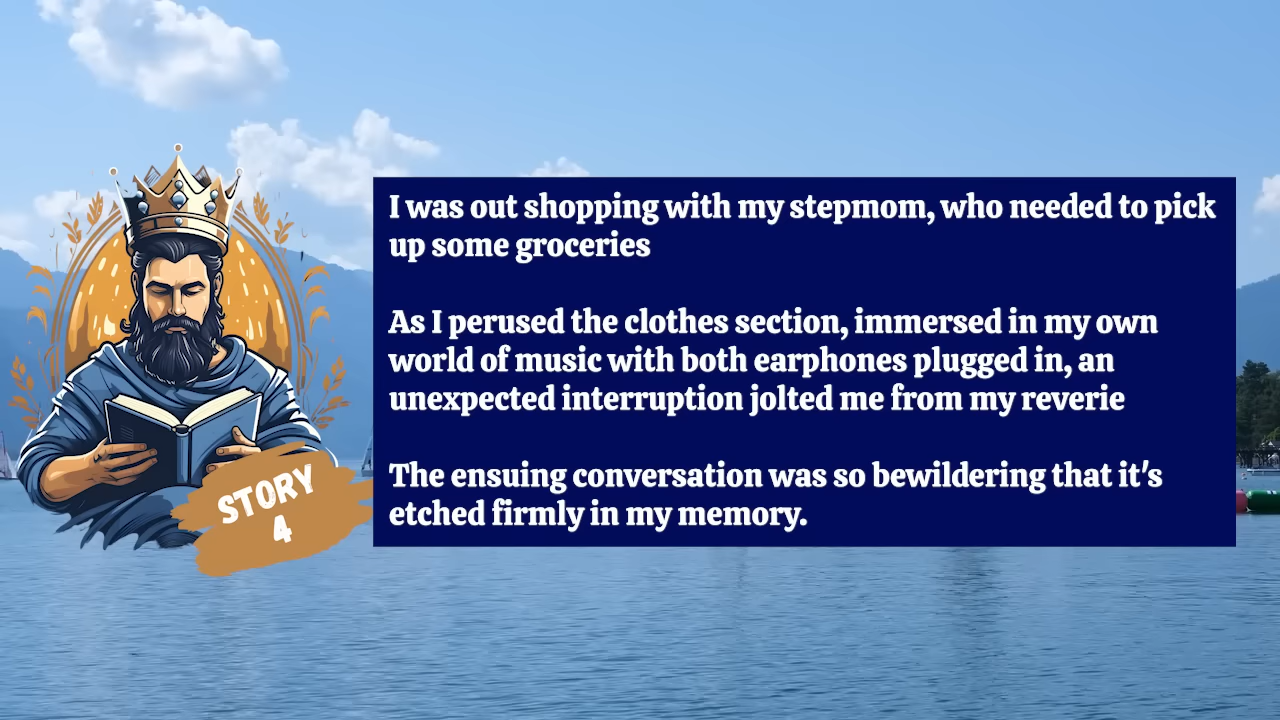 I was out shopping with my stepmom, who needed to pick
up some groceries
As I perused the clothes section, immersed in my own
world of music with both earphones plugged in, an
unexpected interruption jolted me from my reverie
The ensuing conversation was so bewildering that it's
etched firmly in my memory.
STORY
4